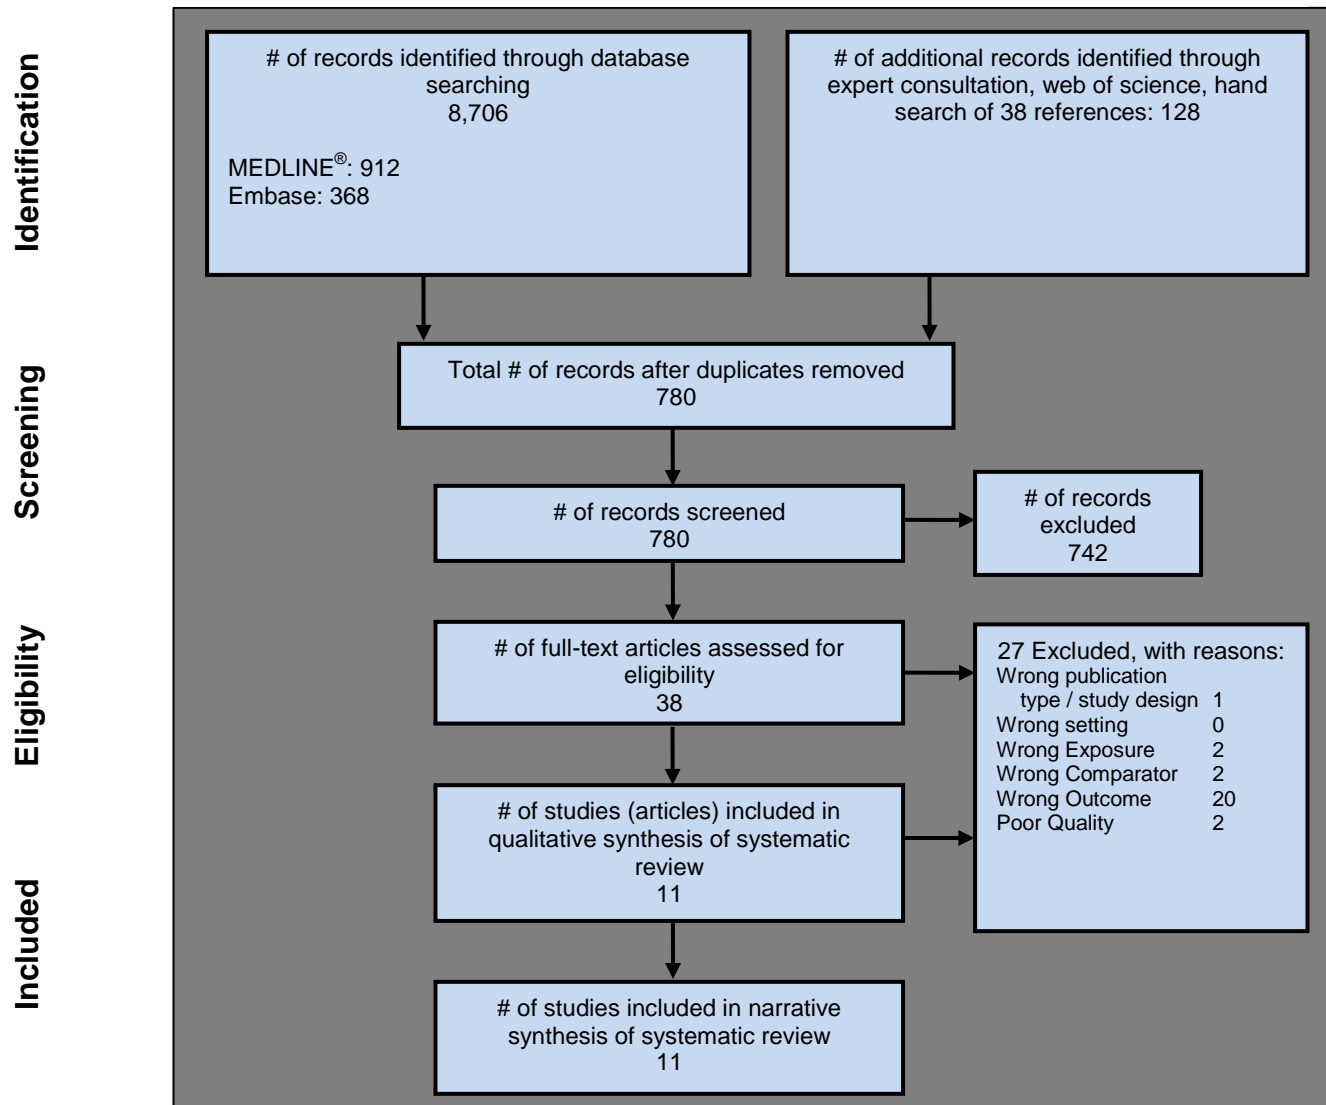 Identification
# of records identified through database
searching
8,706
MEDLINE®: 912
Embase: 368
# of additional records identified through
expert consultation, web of science, hand
search of 38 references: 128
Screening
Total # of records after duplicates removed
780
# of records screened
780
# of records
excluded
742
Eligibility
# of full-text articles assessed for
eligibility
38
27 Excluded, with reasons:
Wrong publication
type / study design 1
Wrong setting 0
Wrong Exposure 2
Wrong Comparator 2
Wrong Outcome 20
Poor Quality 2
Included
# of studies (articles) included in
qualitative synthesis of systematic
review
11
# of studies included in narrative
synthesis of systematic review
11